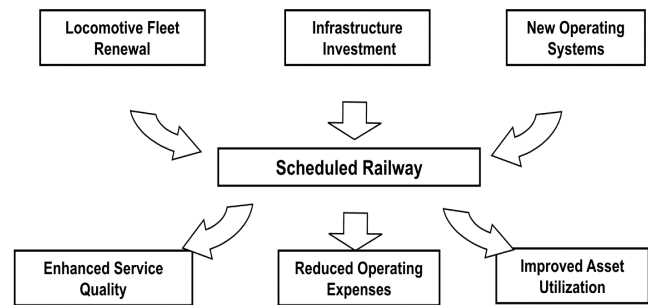 Locomotive Fleet
Renewal
Infrastructure
Investment
New Operating
Systems
Scheduled Railway
Enhanced Service
Quality
Reduced Operating
Expenses
Improved Asset
Utilization